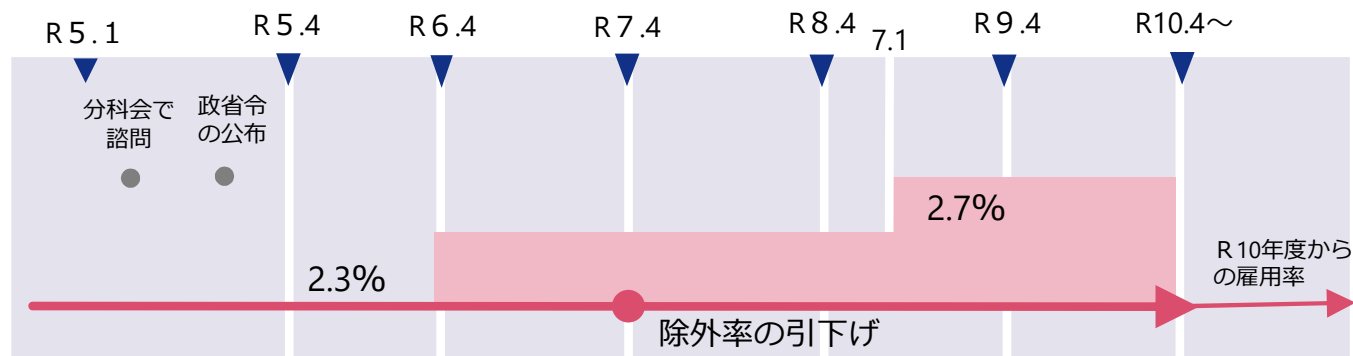 R５.１
R５.4
R６.4
R７.4
R８.4
7.1
R９.4
R10.4～
分科会で
諮問
政省令
の公布
2.3%
2.7%
R 10年度から
の雇用率
除外率の引下げ